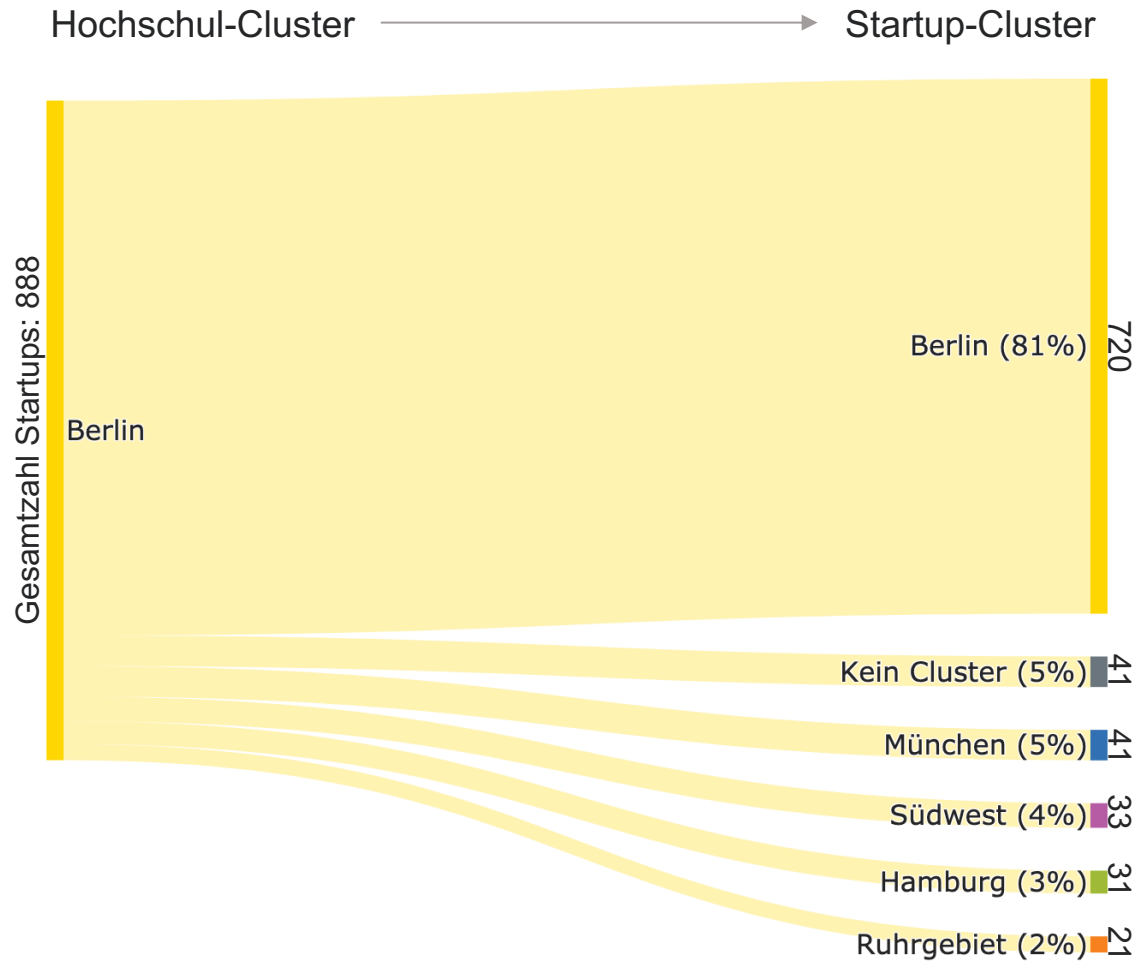 Hochschul-Cluster
Startup-Cluster
Gesamtzahl Startups: 888
Berlin
Berlin (81%)
720
Kein Cluster (5%)
41
München (5%)
41
Südwest (4%)
33
Hamburg (3%)
31
Ruhrgebiet (2%)
21